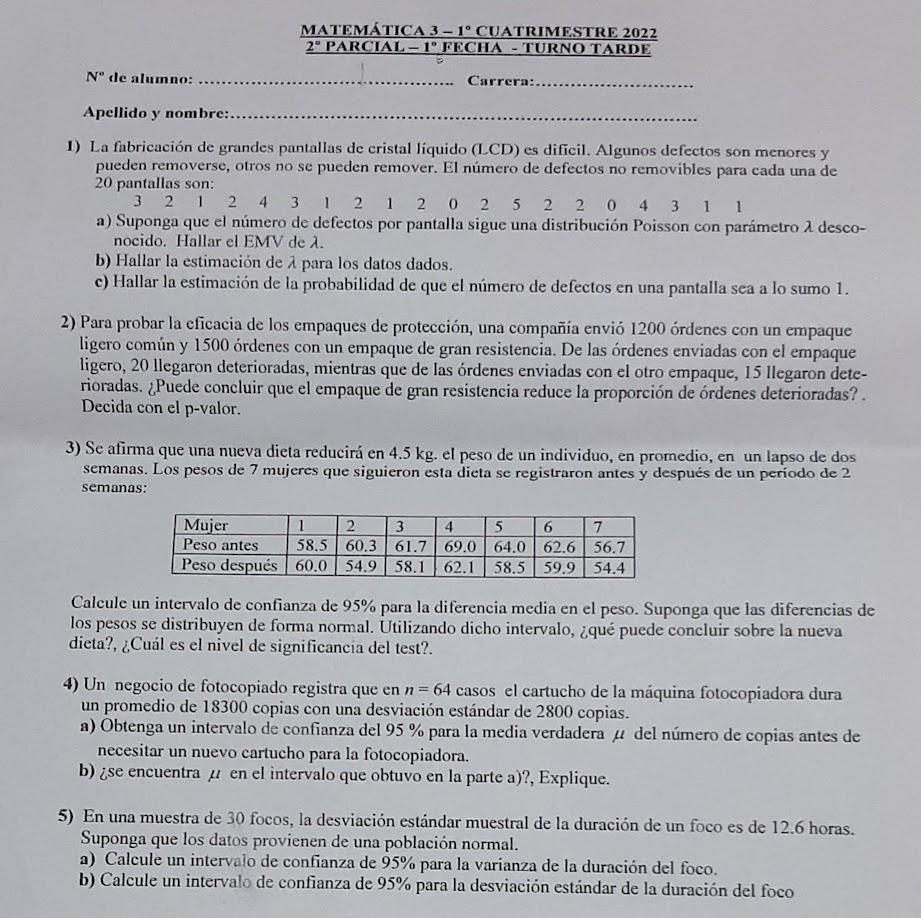 MATEMÁTICA 3 – 1° CUATRIMESTRE 2022
2° PARCIAL – 1° FECHA - TURNO TARDE
N° de alumno: ............................................... Carrera:.............................
Apellido y nombre:.....................................................................................
1) La fabricación de grandes pantallas de cristal líquido (LCD) es difícil. Algunos defectos son menores y
pueden removerse, otros no se pueden remover. El número de defectos no removibles para cada una de
20 pantallas son:
3 2 1 2 4 3 1 2 1 2 0 2 5 2 2 0 4 3 1 1
a) Suponga que el número de defectos por pantalla sigue una distribución Poisson con parámetro λ desco-
nocido. Hallar el EMV de λ.
b) Hallar la estimación de λ para los datos dados.
c) Hallar la estimación de la probabilidad de que el número de defectos en una pantalla sea a lo sumo 1.
2) Para probar la eficacia de los empaques de protección, una compañía envió 1200 órdenes con un empaque
ligero común y 1500 órdenes con un empaque de gran resistencia. De las órdenes enviadas con el empaque
ligero, 20 llegaron deterioradas, mientras que de las órdenes enviadas con el otro empaque, 15 llegaron dete-
rioradas. ¿Puede concluir que el empaque de gran resistencia reduce la proporción de órdenes deterioradas? .
Decida con el p-valor.
3) Se afirma que una nueva dieta reducirá en 4.5 kg. el peso de un individuo, en promedio, en un lapso de dos
semanas. Los pesos de 7 mujeres que siguieron esta dieta se registraron antes y después de un período de 2
semanas:
Mujer 1 2 3 4 5 6 7
Peso antes 58.5 60.3 61.7 69.0 64.0 62.6 56.7
Peso después 60.0 54.9 58.1 62.1 58.5 59.9 54.4
Calcule un intervalo de confianza de 95% para la diferencia media en el peso. Suponga que las diferencias de
los pesos se distribuyen de forma normal. Utilizando dicho intervalo, ¿qué puede concluir sobre la nueva
dieta?, ¿Cuál es el nivel de significancia del test?.
4) Un negocio de fotocopiado registra que en n = 64 casos el cartucho de la máquina fotocopiadora dura
un promedio de 18300 copias con una desviación estándar de 2800 copias.
a) Obtenga un intervalo de confianza del 95 % para la media verdadera μ del número de copias antes de
necesitar un nuevo cartucho para la fotocopiadora.
b) ¿se encuentra μ en el intervalo que obtuvo en la parte a)?, Explique.
5) En una muestra de 30 focos, la desviación estándar muestral de la duración de un foco es de 12.6 horas.
Suponga que los datos provienen de una población normal.
a) Calcule un intervalo de confianza de 95% para la varianza de la duración del foco.
b) Calcule un intervalo de confianza de 95% para la desviación estándar de la duración del foco